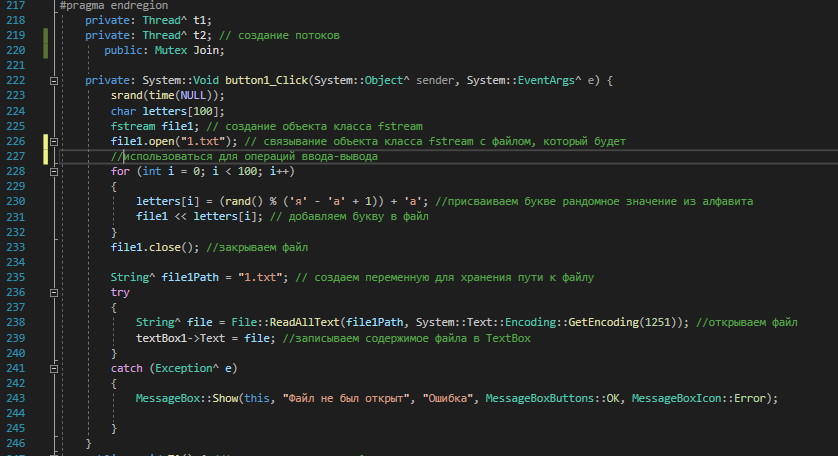 217 #pragma endregion
218 private: Thread^ t1;
219 private: Thread^ t2; // создание потоков
220 public: Mutex Join;
221
222 private: System::Void button1_Click(System::Object^ sender, System::EventArgs^ e) {
223 srand(time(NULL));
224 char letters[100];
225 fstream file1; // создание объекта класса fstream
226 file1.open("1.txt"); // связывание объекта класса fstream с файлом, который будет
227 //использоваться для операций ввода-вывода
228 for (int i = 0; i < 100; i++)
229 {
230 letters[i] = (rand() % ('я' - 'а' + 1)) + 'а'; //присваиваем букве рандомное значение из алфавита
231 file1 << letters[i]; // добавляем букву в файл
232 }
233 file1.close(); //закрываем файл
234
235 String^ file1Path = "1.txt"; // создаем переменную для хранения пути к файлу
236 try
237 {
238 String^ file = File::ReadAllText(file1Path, System::Text::Encoding::GetEncoding(1251)); //открываем файл
239 textBox1->Text = file; //записываем содержимое файла в TextBox
240 }
241 catch (Exception^ e)
242 {
243 MessageBox::Show(this, "Файл не был открыт", "Ошибка", MessageBoxButtons::OK, MessageBoxIcon::Error);
244
245 }
246 }